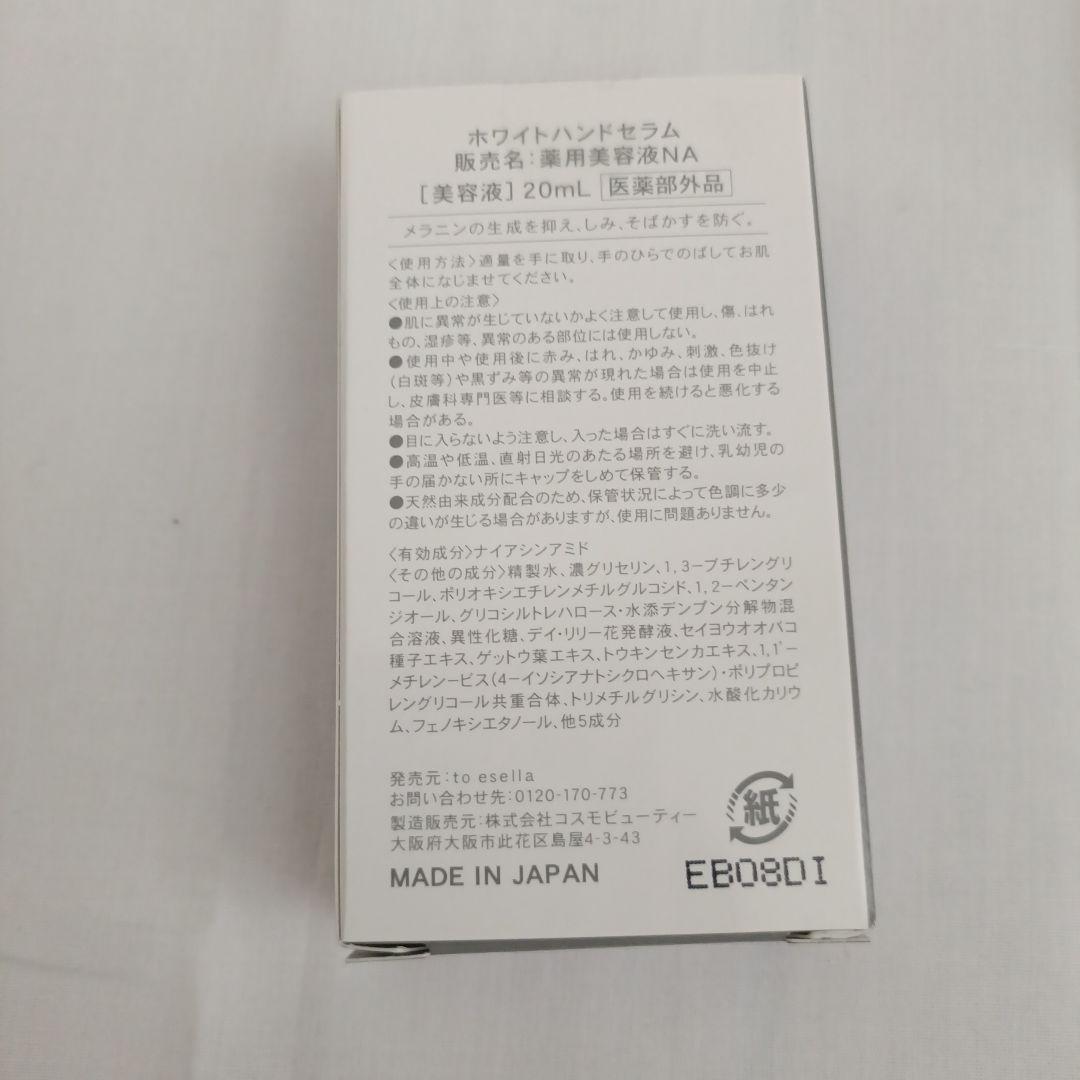 ホワイトハンドセラム
販売名:薬用美容液NA
[美容液] 20mL 医薬部外品
メラニンの生成を抑え、しみ、そばかすを防ぐ。
〈使用方法〉適量を手に取り、手のひらでのばしてお肌
全体になじませてください。
〈使用上の注意〉
●肌に異常が生じていないかよく注意して使用し、傷、はれ
もの、湿疹等、異常のある部位には使用しない。
●使用中や使用後に赤み、はれ、かゆみ、刺激、色抜け
(白斑等)や黒ずみ等の異常が現れた場合は使用を中止
し、皮膚科専門医等に相談する。使用を続けると悪化する
場合がある。
●目に入らないよう注意し、入った場合はすぐに洗い流す。
●高温や低温、直射日光のあたる場所を避け、乳幼児の
手の届かない所にキャップをしめて保管する。
●天然由来成分配合のため、保管状況によって色調に多少
の違いが生じる場合がありますが、使用に問題ありません。
〈有効成分〉ナイアシンアミド
〈その他の成分〉精製水、濃グリセリン、1,3-ブチレングリ
コール、ポリオキシエチレンメチルグルコシド、1,2-ペンタン
ジオール、グリコシルトレハロース・水添デンプン分解物混
合溶液、異性化糖、デイ・リリー花発酵液、セイヨウオオバコ
種子エキス、ゲットウ葉エキス、トウキンセンカエキス、1,1'-
メチレン-ビス(4-イソシアナトシクロヘキサン)・ポリプロピ
レングリコール共重合体、トリメチルグリシン、水酸化カリウ
ム、フェノキシエタノール、他5成分
発売元:to esella
お問い合わせ先:0120-170-773
製造販売元:株式会社コスモビューティー
大阪府大阪市此花区島屋4-3-43
MADE IN JAPAN
紙
EB08DI